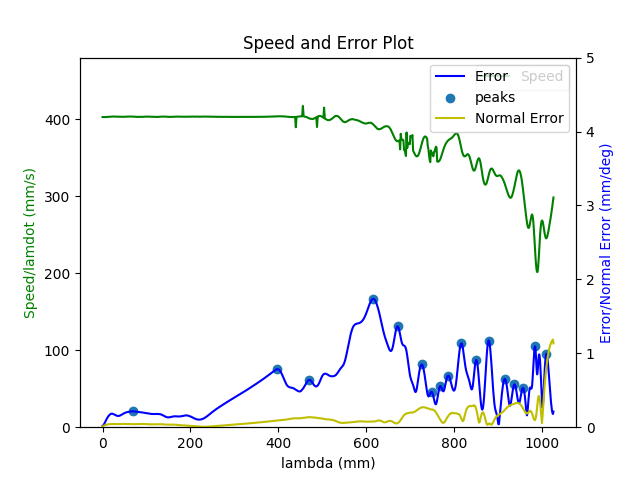 Speed and Error Plot
Speed/lamdot (mm/s)
400
300
200
100
0
0
200
400
600
800
1000
lambda (mm)
5
4
3
2
1
0
Error/Normal Error (mm/deg)
Error
peaks
Normal Error
Speed